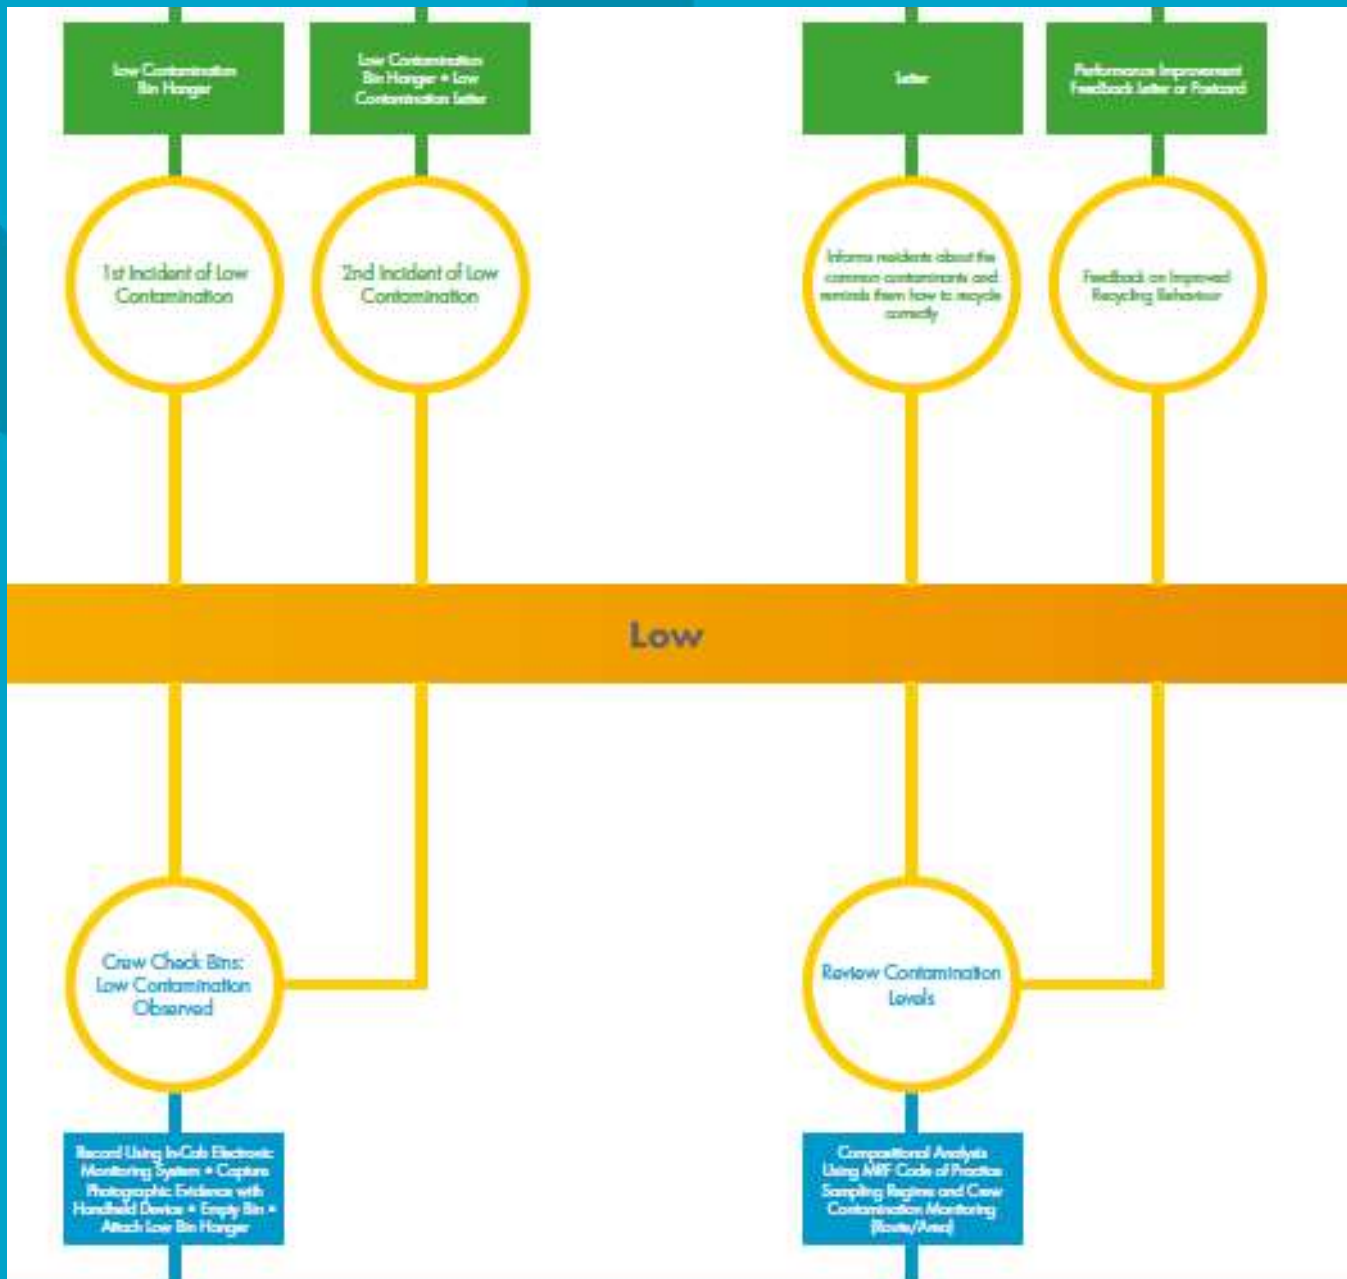 Low Contamination
Bin Hanger
Low Contamination
Bin Hanger • Low
Contamination Letter
Letter
Performance Improvement
Feedback Letter or Postcard
1st Incident of Low
Contamination
2nd Incident of Low
Contamination
Informs residents about the
common contaminants and
reminds them how to recycle
correctly
Feedback on Improved
Recycling Behaviour
Low
Crew Check Bins:
Low Contamination
Observed
Review Contamination
Levels
Record Using In-Cab Electronic
Monitoring System • Capture
Photographic Evidence with
Handheld Device • Empty Bin •
Attach Low Bin Hanger
Compositional Analysis
Using MRF Code of Practice
Sampling Regime and Crew
Contamination Monitoring
(Route/Area)